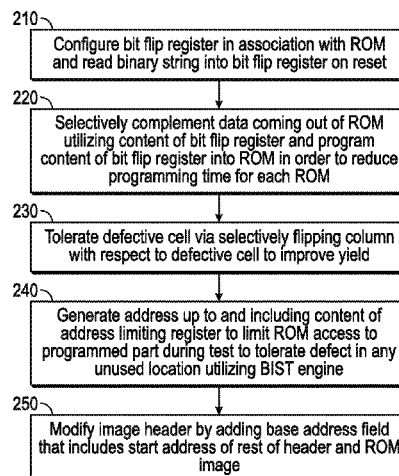 210
Configure bit flip register in association with ROM
and read binary string into bit flip register on reset
220
Selectively complement data coming out of ROM
utilizing content of bit flip register and program
content of bit flip register into ROM in order to reduce
programming time for each ROM
230
Tolerate defective cell via selectively flipping column
with respect to defective cell to improve yield
240
Generate address up to and including content of
address limiting register to limit ROM access to
programmed part during test to tolerate defect in any
unused location utilizing BIST engine
250
Modify image header by adding base address field
that includes start address of rest of header and ROM
image